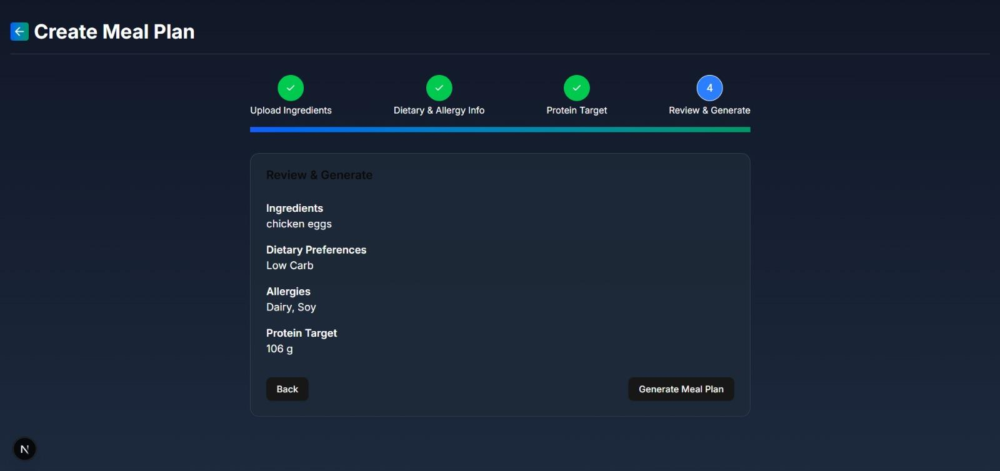 Create Meal Plan
4
Upload Ingredients
Dietary & Allergy Info
Protein Target
Review & Generate
Review & Generate
Ingredients
chicken eggs
Dietary Preferences
Low Carb
Allergies
Dairy, Soy
Protein Target
106 g
Back
Generate Meal Plan
N